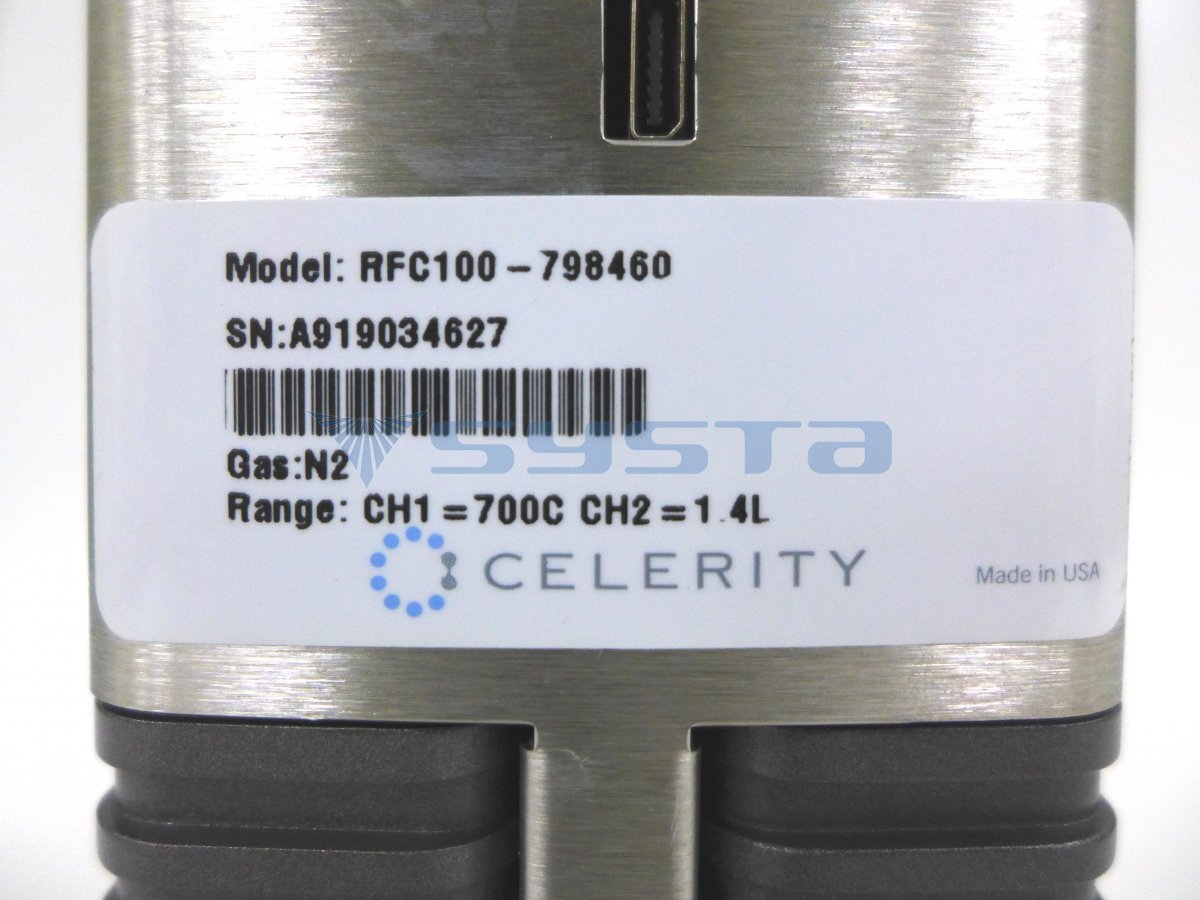 Model: RFC100-798460
SN:A919034627
systa
Gas:N2
Range: CH1=700C CH2=1.4L
CELERITY
Made in USA